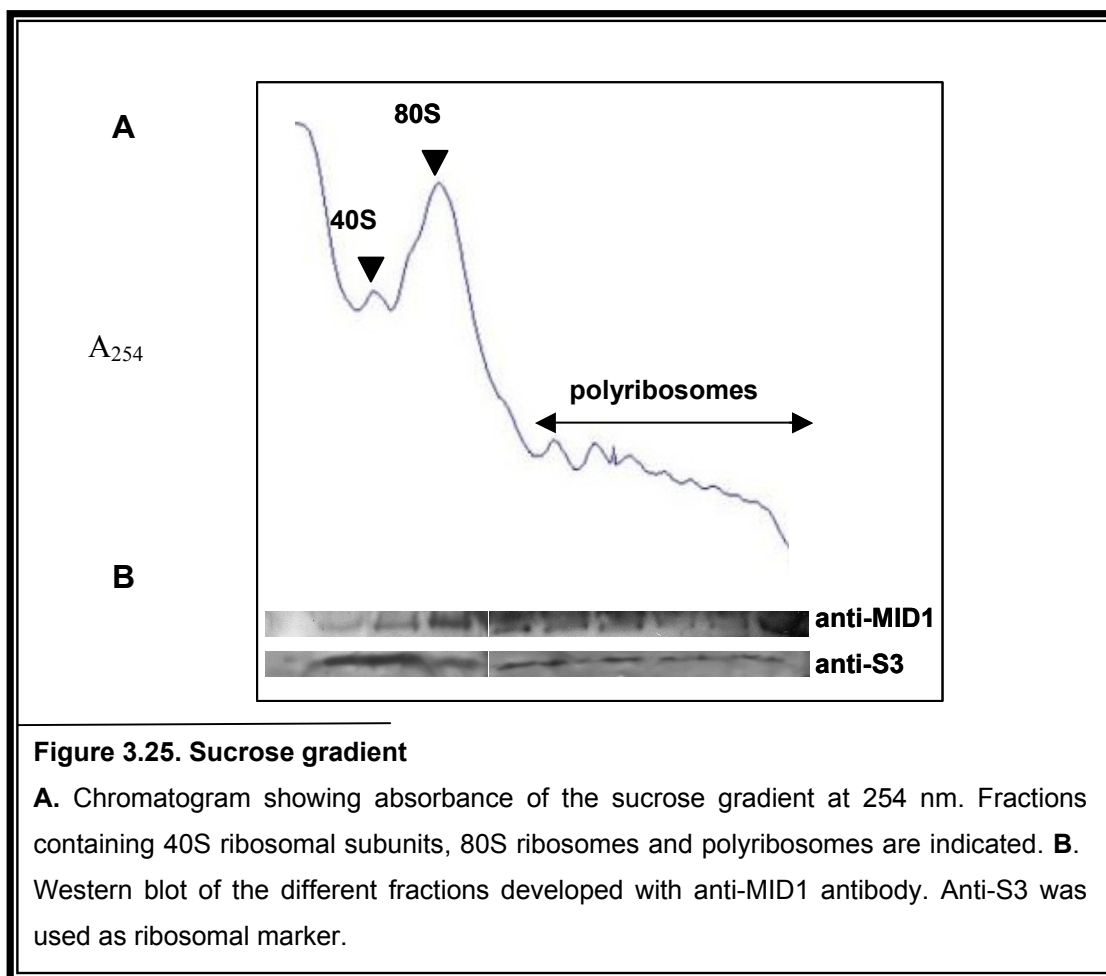 A
80S
40S
A254
polyribosomes
B
anti-MID1
anti-S3
Figure 3.25. Sucrose gradient
A. Chromatogram showing absorbance of the sucrose gradient at 254 nm. Fractions
containing 40S ribosomal subunits, 80S ribosomes and polyribosomes are indicated. B.
Western blot of the different fractions developed with anti-MID1 antibody. Anti-S3 was
used as ribosomal marker.